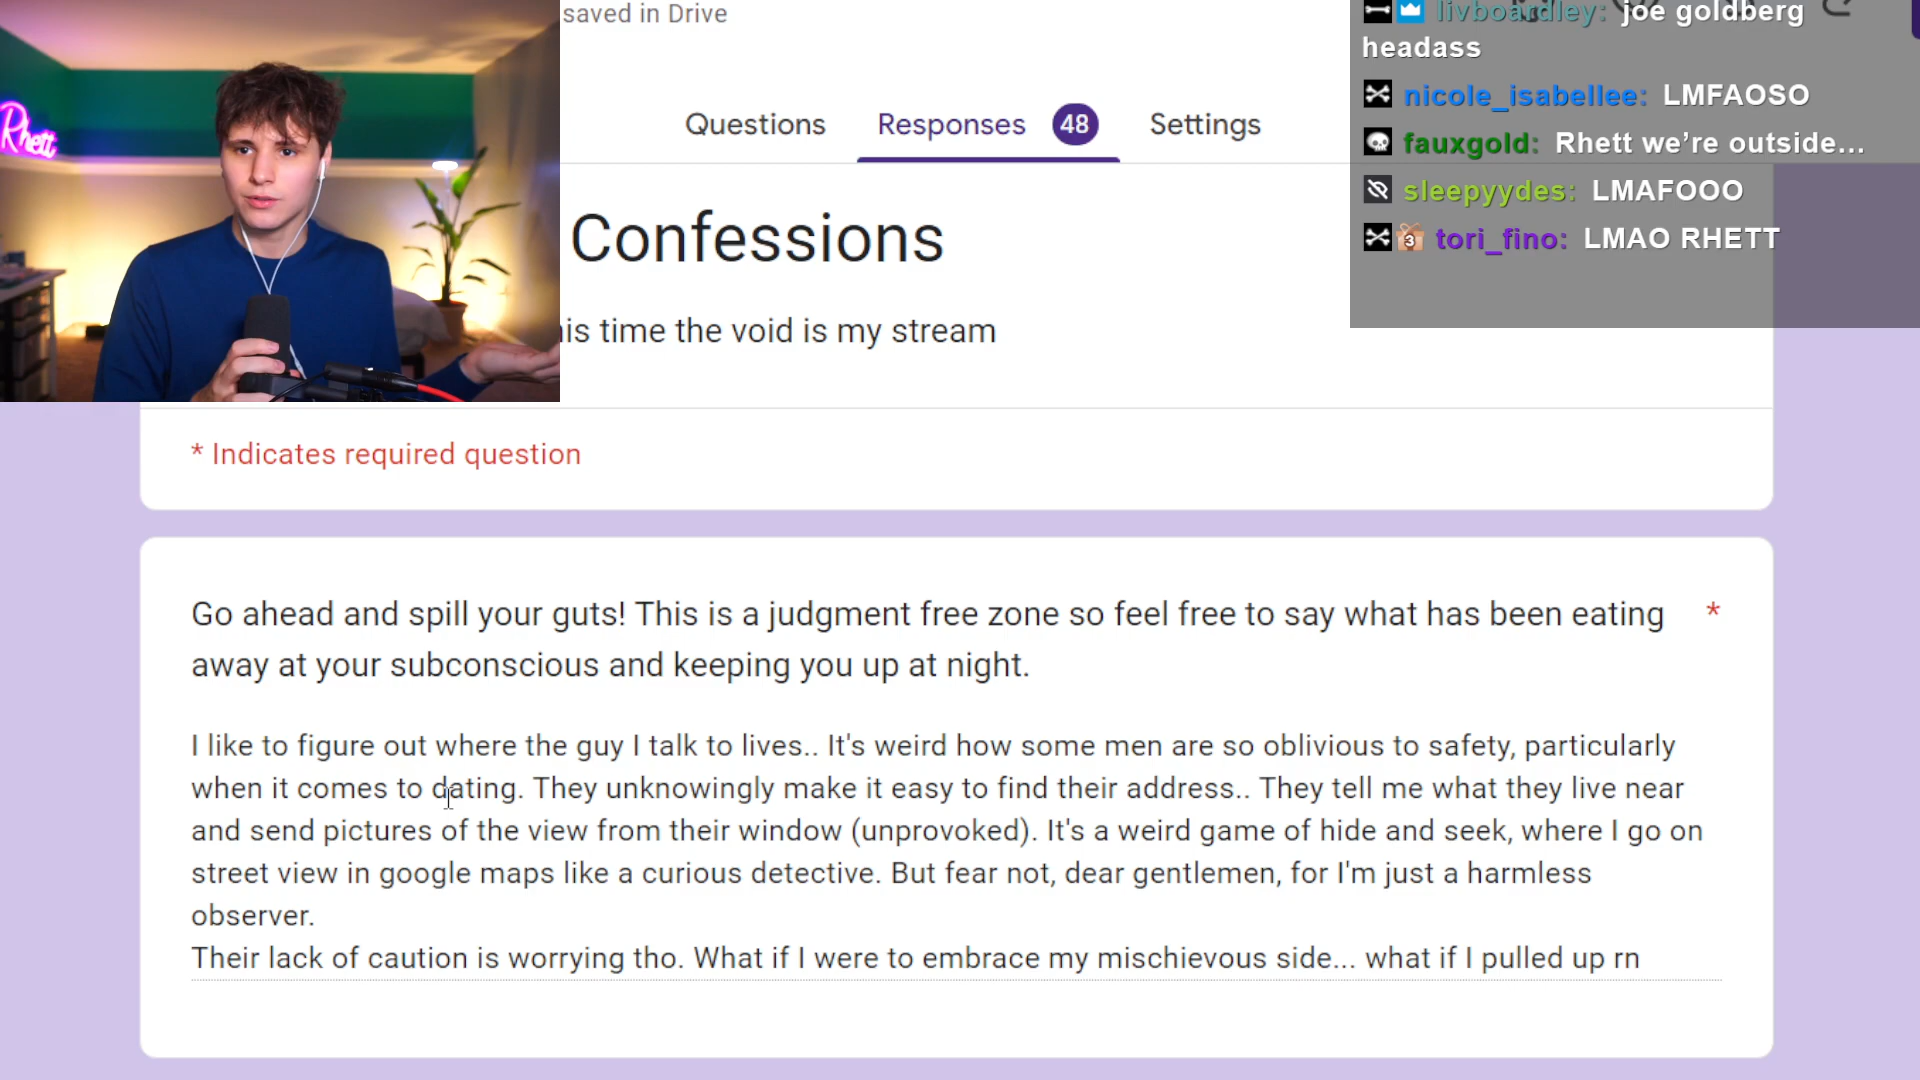 saved in Drive
Rhett
Questions
Responses
48
Settings
Confessions
his time the void is my stream
* Indicates required question
Go ahead and spill your guts! This is a judgment free zone so feel free to say what has been eating *
away at your subconscious and keeping you up at night.
I like to figure out where the guy I talk to lives.. It's weird how some men are so oblivious to safety, particularly
when it comes to dating. They unknowingly make it easy to find their address.. They tell me what they live near
and send pictures of the view from their window (unprovoked). It's a weird game of hide and seek, where I go on
street view in google maps like a curious detective. But fear not, dear gentlemen, for I'm just a harmless
observer.
Their lack of caution is worrying tho. What if I were to embrace my mischievous side... what if I pulled up rn
livboardley: joe goldberg
headass
nicole_isabellee: LMFAOSO
fauxgold: Rhett we’re outside...
sleepyydes: LMAFOOO
3 tori_fino: LMAO RHETT